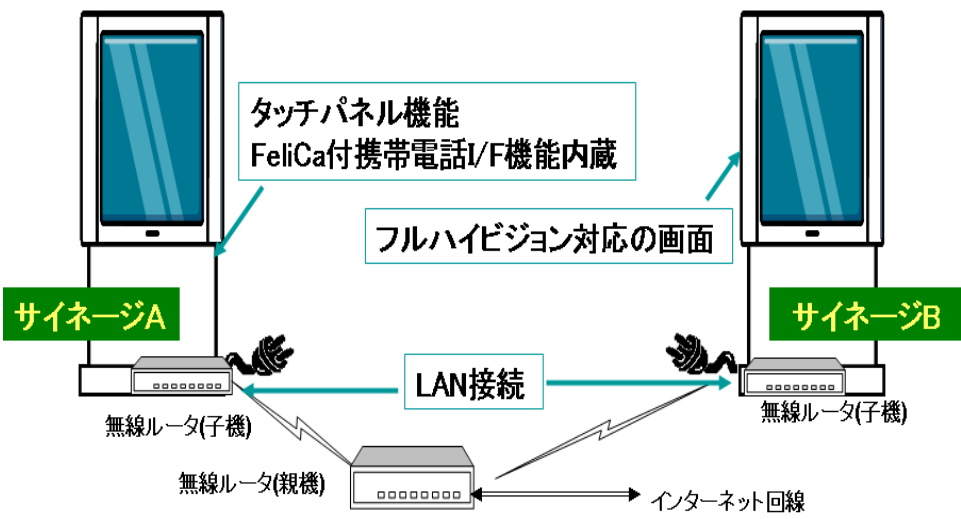 タッチパネル機能
FeliCa付携帯電話I/F機能内蔵
フルハイビジョン対応の画面
サイネージA
サイネージB
LAN接続
無線ルータ(子機)
無線ルータ(子機)
無線ルータ(親機)
インターネット回線